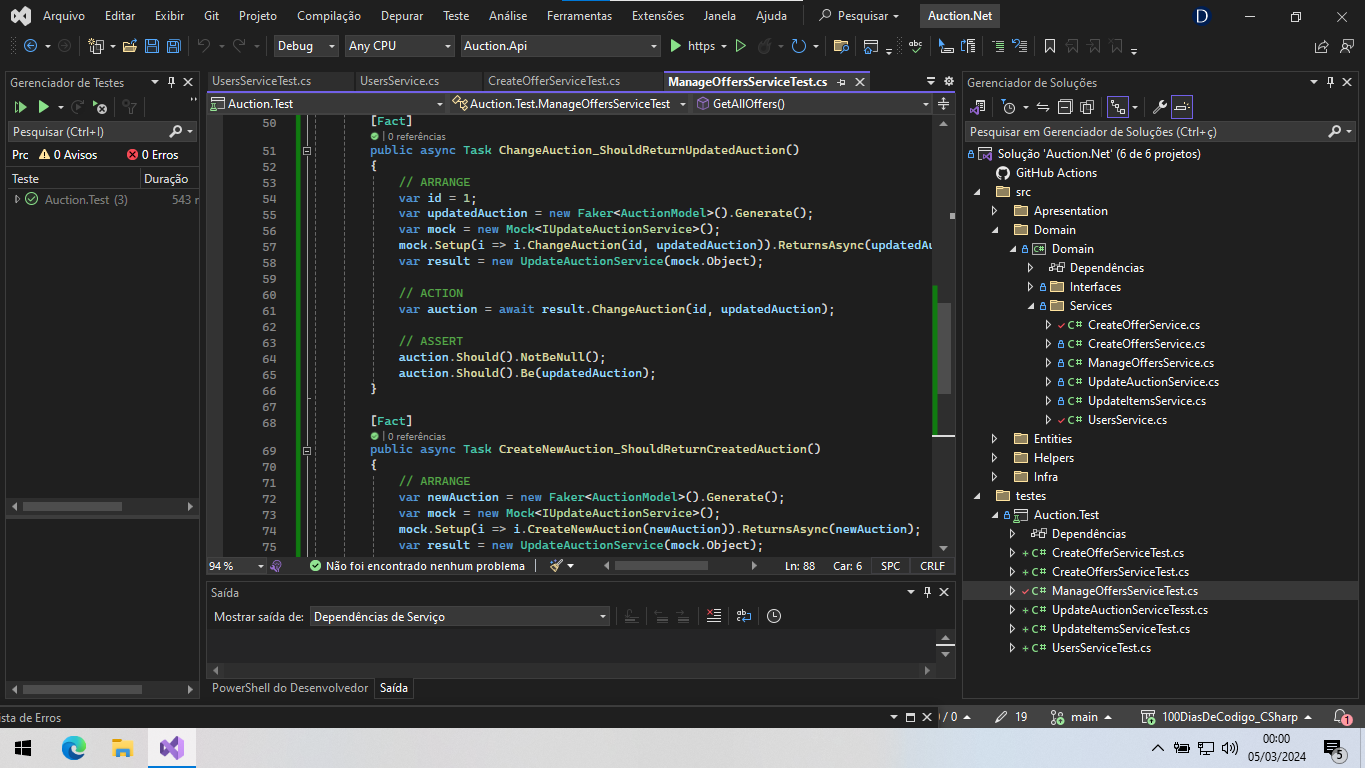 Arquivo Editar Exibir Git Projeto Compilação Depurar Teste Análise Ferramentas Extensões Janela Ajuda Pesquisar Auction.Net D
Debug Any CPU Auction.Api https
Gerenciador de Testes
Pesquisar (Ctrl+I)
Prc 0 Avisos 0 Erros
Teste Duração
Auction.Test (3) 543 r
UsersServiceTest.cs UsersService.cs CreateOfferServiceTest.cs ManageOffersServiceTest.cs
Auction.Test Auction.Test.ManageOffersServiceTest GetAllOffers()
50 [Fact]
0 referências
51 public async Task ChangeAuction_ShouldReturnUpdatedAuction()
52 {
53 // ARRANGE
54 var id = 1;
55 var updatedAuction = new Faker<AuctionModel>().Generate();
56 var mock = new Mock<IUpdateAuctionService>();
57 mock.Setup(i => i.ChangeAuction(id, updatedAuction)).ReturnsAsync(updatedAu
58 var result = new UpdateAuctionService(mock.Object);
59
60 // ACTION
61 var auction = await result.ChangeAuction(id, updatedAuction);
62
63 // ASSERT
64 auction.Should().NotBeNull();
65 auction.Should().Be(updatedAuction);
66 }
67
68 [Fact]
0 referências
69 public async Task CreateNewAuction_ShouldReturnCreatedAuction()
70 {
71 // ARRANGE
72 var newAuction = new Faker<AuctionModel>().Generate();
73 var mock = new Mock<IUpdateAuctionService>();
74 mock.Setup(i => i.CreateNewAuction(newAuction)).ReturnsAsync(newAuction);
75 var result = new UpdateAuctionService(mock.Object);
94 % Não foi encontrado nenhum problema Ln: 88 Car: 6 SPC CRLF
Saída
Mostrar saída de: Dependências de Serviço
PowerShell do Desenvolvedor Saída
Gerenciador de Soluções
Pesquisar em Gerenciador de Soluções (Ctrl+ç)
Solução 'Auction.Net' (6 de 6 projetos)
GitHub Actions
src
Apresentation
Domain
C# Domain
Dependências
Interfaces
Services
C# CreateOfferService.cs
C# CreateOffersService.cs
C# ManageOffersService.cs
C# UpdateAuctionService.cs
C# UpdateItemsService.cs
C# UsersService.cs
Entities
Helpers
Infra
testes
Auction.Test
Dependências
+ C# CreateOfferServiceTest.cs
+ C# CreateOffersServiceTest.cs
C# ManageOffersServiceTest.cs
+ C# UpdateAuctionServiceTesst.cs
+ C# UpdateItemsServiceTest.cs
+ C# UsersServiceTest.cs
ista de Erros
/ 0 19 main 100DiasDeCodigo_CSharp 1
00:00
05/03/2024
5